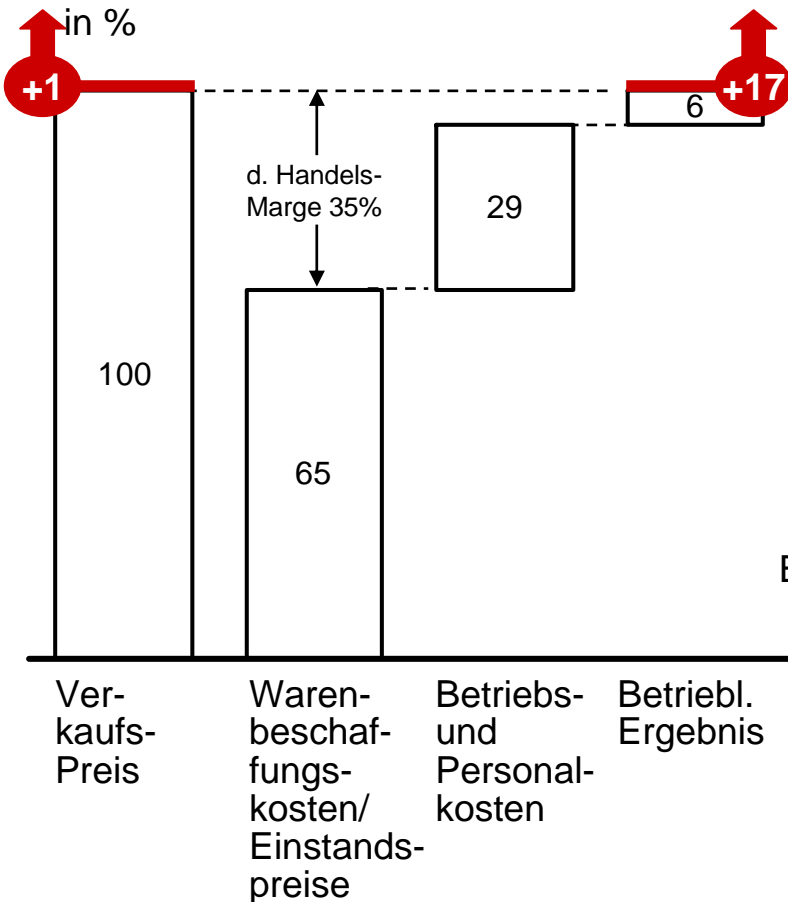 in %
+1
+17
6
d. Handels-
Marge 35%
29
100
65
E
Ver-
kaufs-
Preis
Waren-
beschaf-
fungs-
kosten/
Einstands-
preise
Betriebs-
und
Personal-
kosten
Betriebl.
Ergebnis